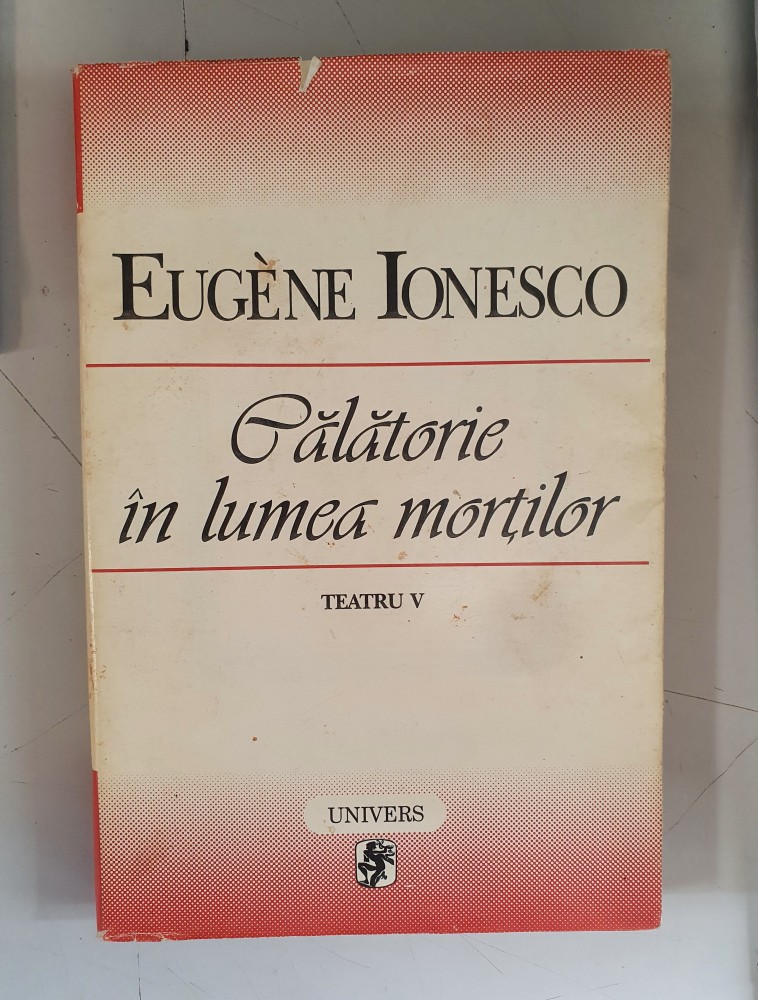 EUGÈNE IONESCO
Călătorie
în lumea morților
TEATRU V
UNIVERS